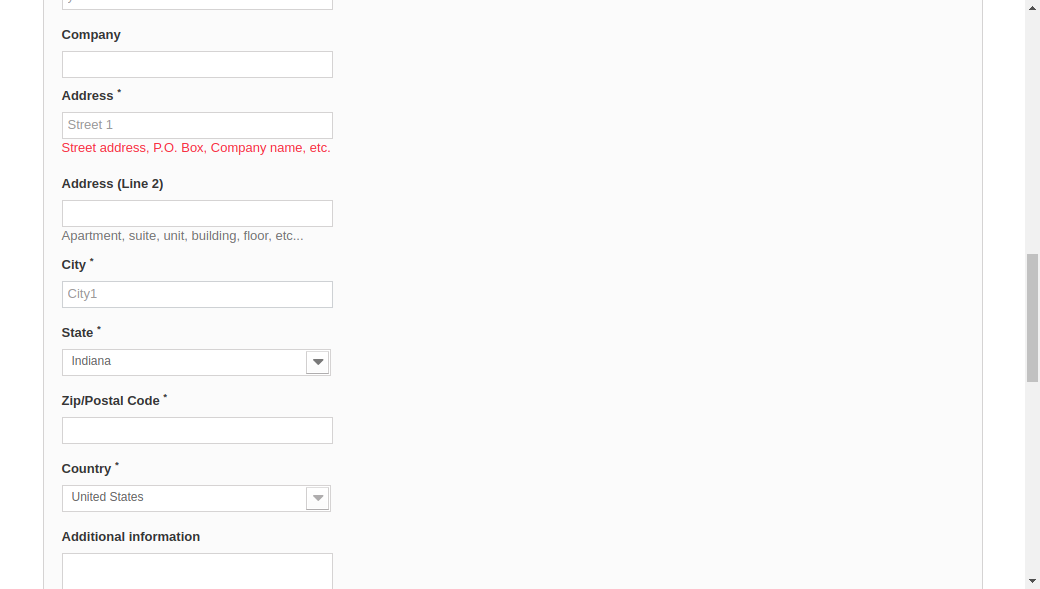 Company
Address *
Street 1
Street address, P.O. Box, Company name, etc.
Address (Line 2)
Apartment, suite, unit, building, floor, etc...
City *
City1
State *
Indiana
Zip/Postal Code *
Country *
United States
Additional information